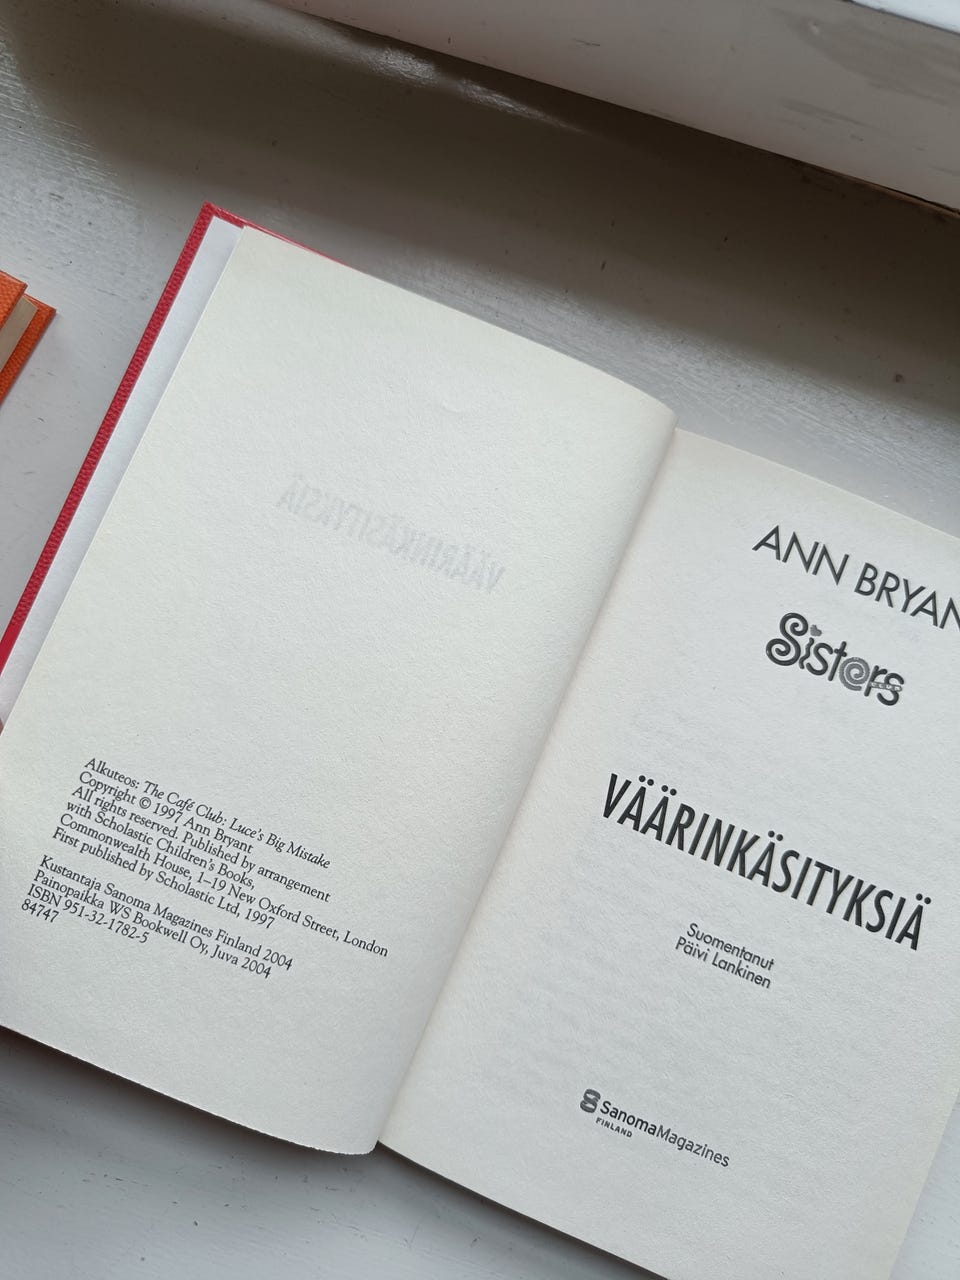 VÄÄRINKÄSITYKSIÄ
Alkuteos: The Café Club; Luce's Big Mistake
Copyright © 1997 Ann Bryant
All rights reserved. Published by arrangement
with Scholastic Children's Books,
Commonwealth House, 1–19 New Oxford Street, London
First published by Scholastic Ltd, 1997
Kustantaja Sanoma Magazines Finland 2004
Painopaikka WS Bookwell Oy, Juva 2004
ISBN 951-32-1782-5
84747
ANN BRYAN
Sisters
CLUB
VÄÄRINKÄSITYKSIÄ
Suomentanut
Päivi Lankinen
SanomaMagazines
FINLAND